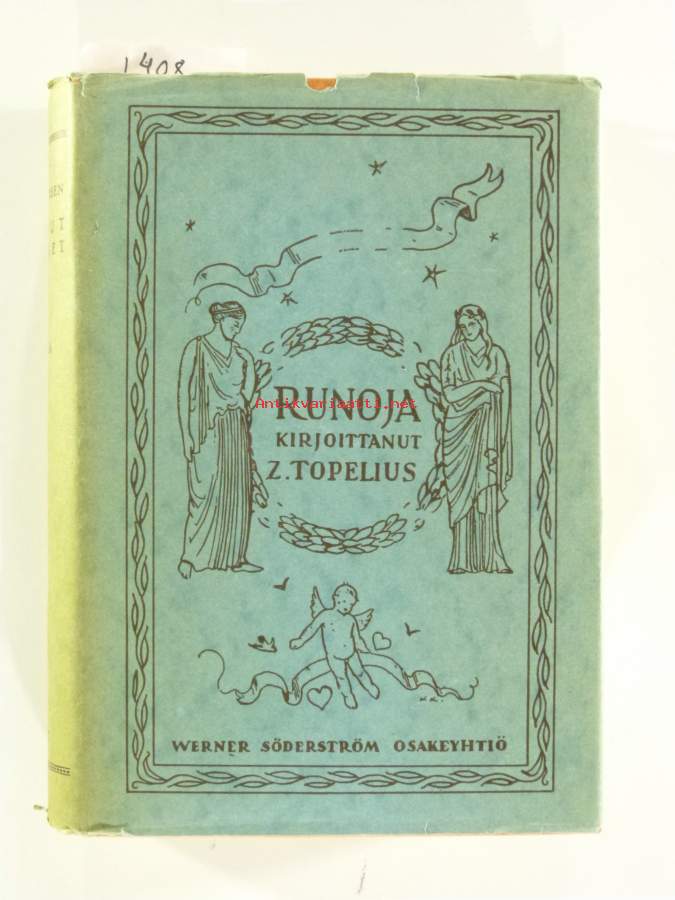 1408
RUNOJA
Antikvariaatti.net
KIRJOITTANUT
Z. TOPELIUS
WERNER SÖDERSTRÖM OSAKEYHTIÖ